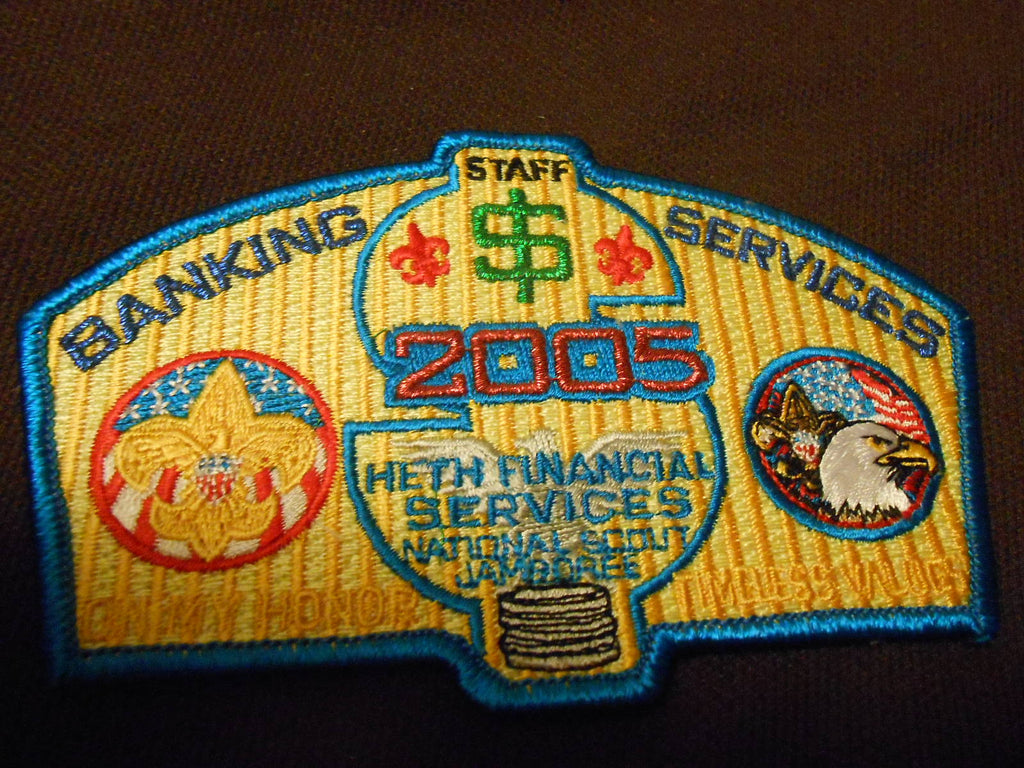 STAFF
BANKING SERVICES
$
2005
HETH FINANCIAL
SERVICES
NATIONAL SCOUT
JAMBOREE
ON MY HONOR
TIMELESS VALUES